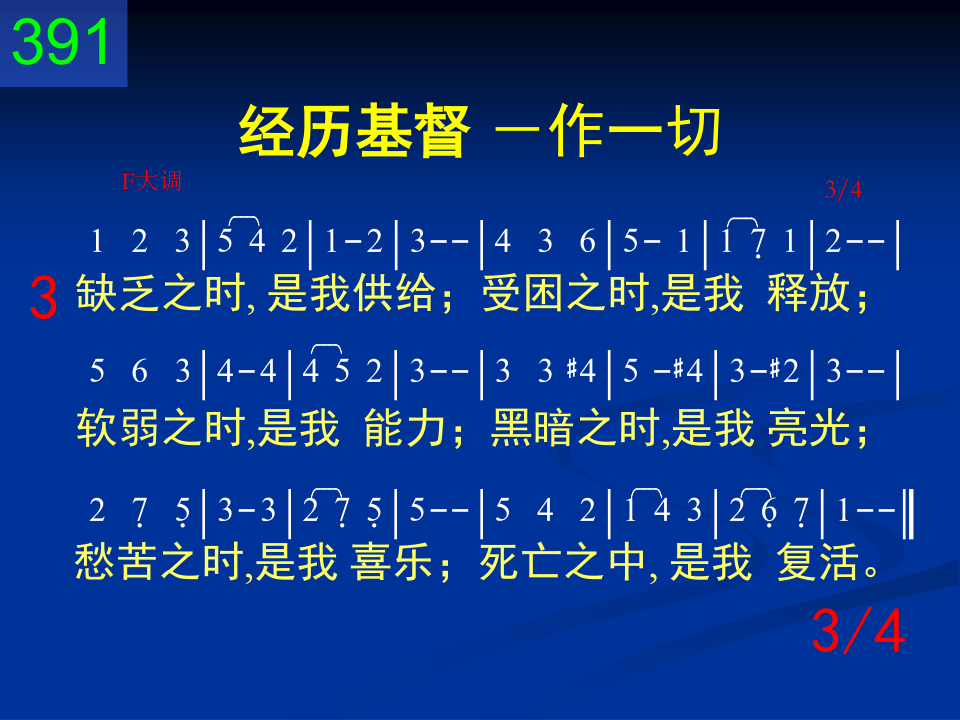 391
经历基督 －作一切
F大调 3/4
1 2 3|5 4 2|1-2|3--|4 3 6|5- 1|1 7̣ 1|2--|
3 缺乏之时, 是我供给；受困之时,是我 释放；
5 6 3|4-4|4 5 2|3--|3 3 #4|5 -#4|3-#2|3--|
软弱之时,是我 能力；黑暗之时,是我 亮光；
2 7̣ 5̣|3-3|2 7̣ 5̣|5--|5 4 2|1 4 3|2 6̣ 7̣|1--‖
愁苦之时,是我 喜乐；死亡之中, 是我 复活。
3/4